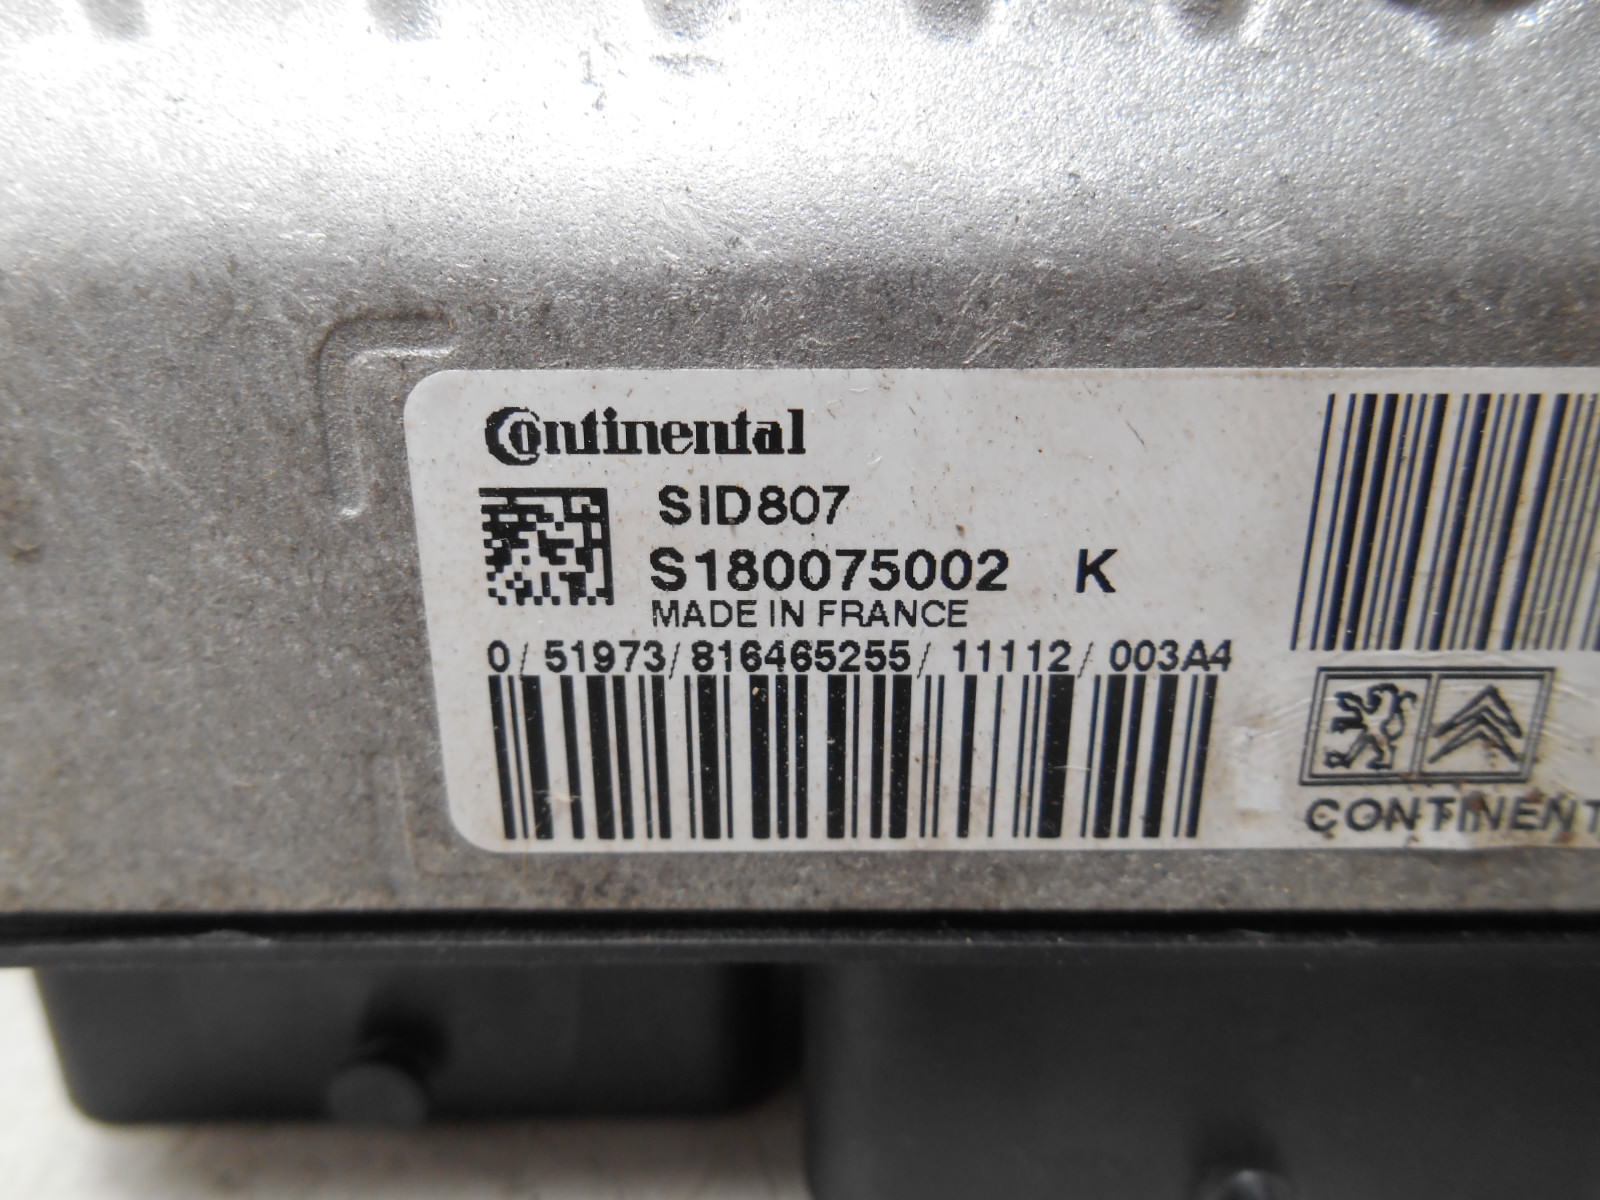 Continental
SID807
S180075002 K
MADE IN FRANCE
0/51973/816465255/11112/003A4
CONTINENT